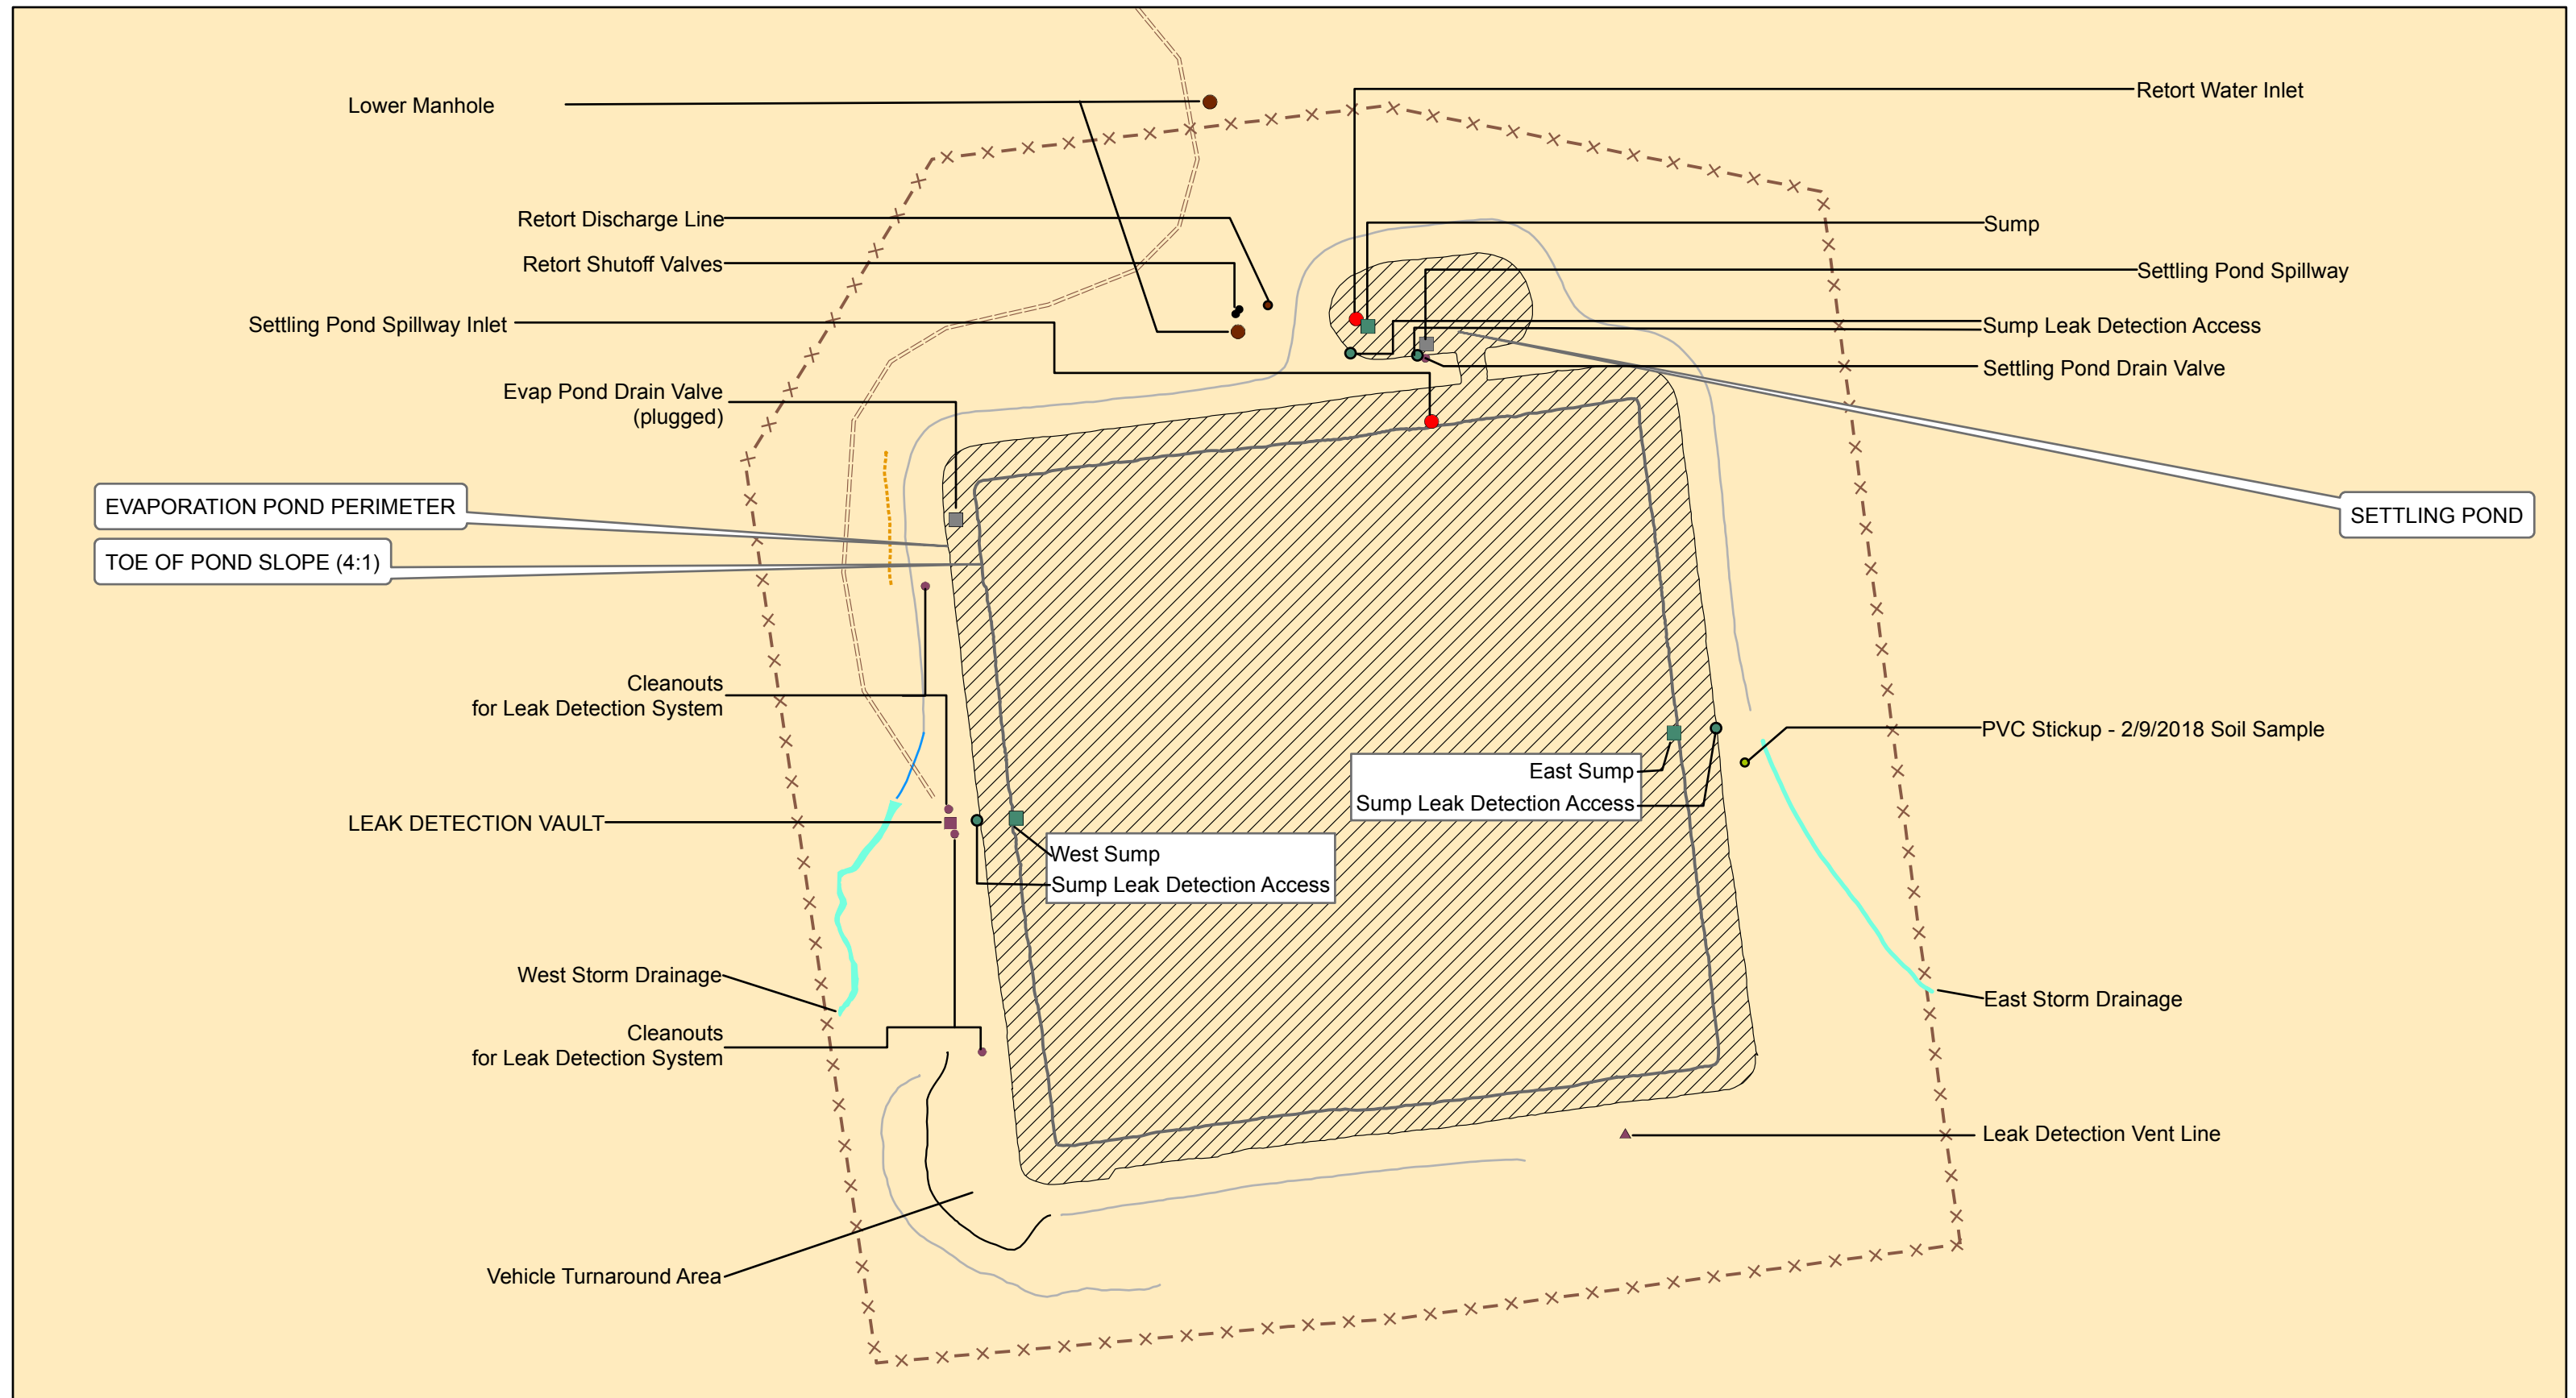 Lower Manhole
Retort Water Inlet
Retort Discharge Line
Sump
Retort Shutoff Valves
Settling Pond Spillway
Settling Pond Spillway Inlet
Sump Leak Detection Access
Settling Pond Drain Valve
Evap Pond Drain Valve
(plugged)
EVAPORATION POND PERIMETER
SETTLING POND
TOE OF POND SLOPE (4:1)
Cleanouts
for Leak Detection System
PVC Stickup - 2/9/2018 Soil Sample
East Sump
Sump Leak Detection Access
LEAK DETECTION VAULT
West Sump
Sump Leak Detection Access
West Storm Drainage
East Storm Drainage
Cleanouts
for Leak Detection System
Leak Detection Vent Line
Vehicle Turnaround Area